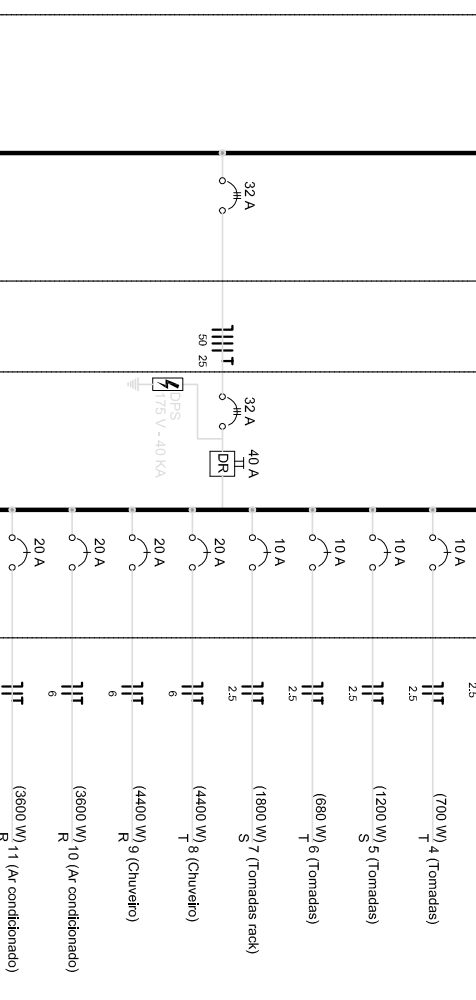 32 A
50
25
32 A
DPS
175 V - 40 KA
DR
40 A
10 A
10 A
10 A
10 A
20 A
20 A
20 A
20 A
2.5
2.5
2.5
2.5
2.5
6
6
6
(700 W)
T 4 (Tomadas)
(1200 W)
S 5 (Tomadas)
(680 W)
T 6 (Tomadas)
(1800 W)
S 7 (Tomadas rack)
(4400 W)
T 8 (Chuveiro)
(4400 W)
R 9 (Chuveiro)
(3600 W)
R 10 (Ar condicionado)
(3600 W)
R 11 (Ar condicionado)